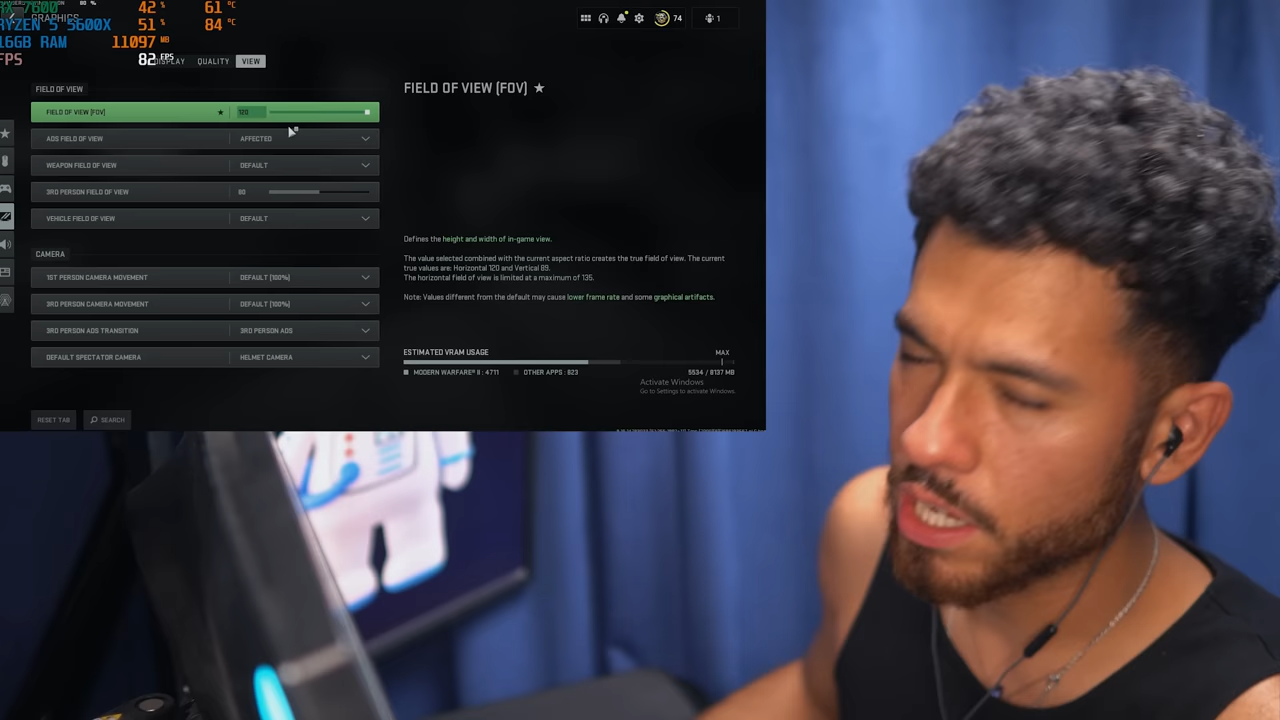 GRAPHICS
RX 7600 42 % 61 °C
RYZEN 5 5600X 51 % 84 °C
16GB RAM 11097 MB
FPS 82 FPS
74
1
DISPLAY QUALITY VIEW
FIELD OF VIEW
FIELD OF VIEW (FOV) 120
ADS FIELD OF VIEW AFFECTED
WEAPON FIELD OF VIEW DEFAULT
3RD PERSON FIELD OF VIEW 80
VEHICLE FIELD OF VIEW DEFAULT
CAMERA
1ST PERSON CAMERA MOVEMENT DEFAULT (100%)
3RD PERSON CAMERA MOVEMENT DEFAULT (100%)
3RD PERSON ADS TRANSITION 3RD PERSON ADS
DEFAULT SPECTATOR CAMERA HELMET CAMERA
RESET TAB SEARCH
FIELD OF VIEW (FOV)
Defines the height and width of in-game view.
The value selected combined with the current aspect ratio creates the true field of view. The current
true values are: Horizontal 120 and Vertical 89.
The horizontal field of view is limited at a maximum of 135.
Note: Values different from the default may cause lower frame rate and some graphical artifacts.
ESTIMATED VRAM USAGE MAX
MODERN WARFARE® II : 4711 OTHER APPS : 823 5534 / 8137 MB
Activate Windows
Go to Settings to activate Windows.